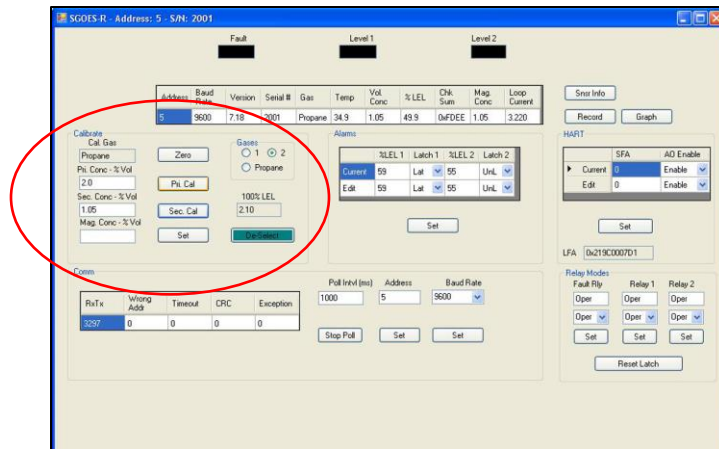 SGOES-R - Address: 5 - S/N: 2001
Fault Level 1 Level 2
Address Baud Rate Version Serial # Gas Temp Vol. Conc % LEL Chk Sum Mag. Conc Loop Current
5 9600 7.18 2001 Propane 34.9 1.05 49.9 0xFDEE 1.05 3.220
Snsr Info
Record Graph
Calibrate
Cal. Gas
Propane
Zero
Pri. Conc - % Vol
2.0
Pri. Cal
Sec. Conc - % Vol
1.05
Sec. Cal
Mag. Conc - % Vol
Set
Gases
1 2
Propane
100% LEL
2.10
De-Select
Alarms
%LEL 1 Latch 1 %LEL 2 Latch 2
Current 59 Lat 55 UnL
Edit 59 Lat 55 UnL
Set
HART
SFA AO Enable
Current 0 Enable
Edit 0 Enable
Set
LFA 0x219C0007D1
Comm
RxTx Wrong Addr Timeout CRC Exception
3297 0 0 0 0
Poll Intvl (ms) Address Baud Rate
1000 5 9600
Stop Poll Set Set
Relay Modes
Fault Rly Relay 1 Relay 2
Oper Oper Oper
Oper Oper Oper
Set Set Set
Reset Latch